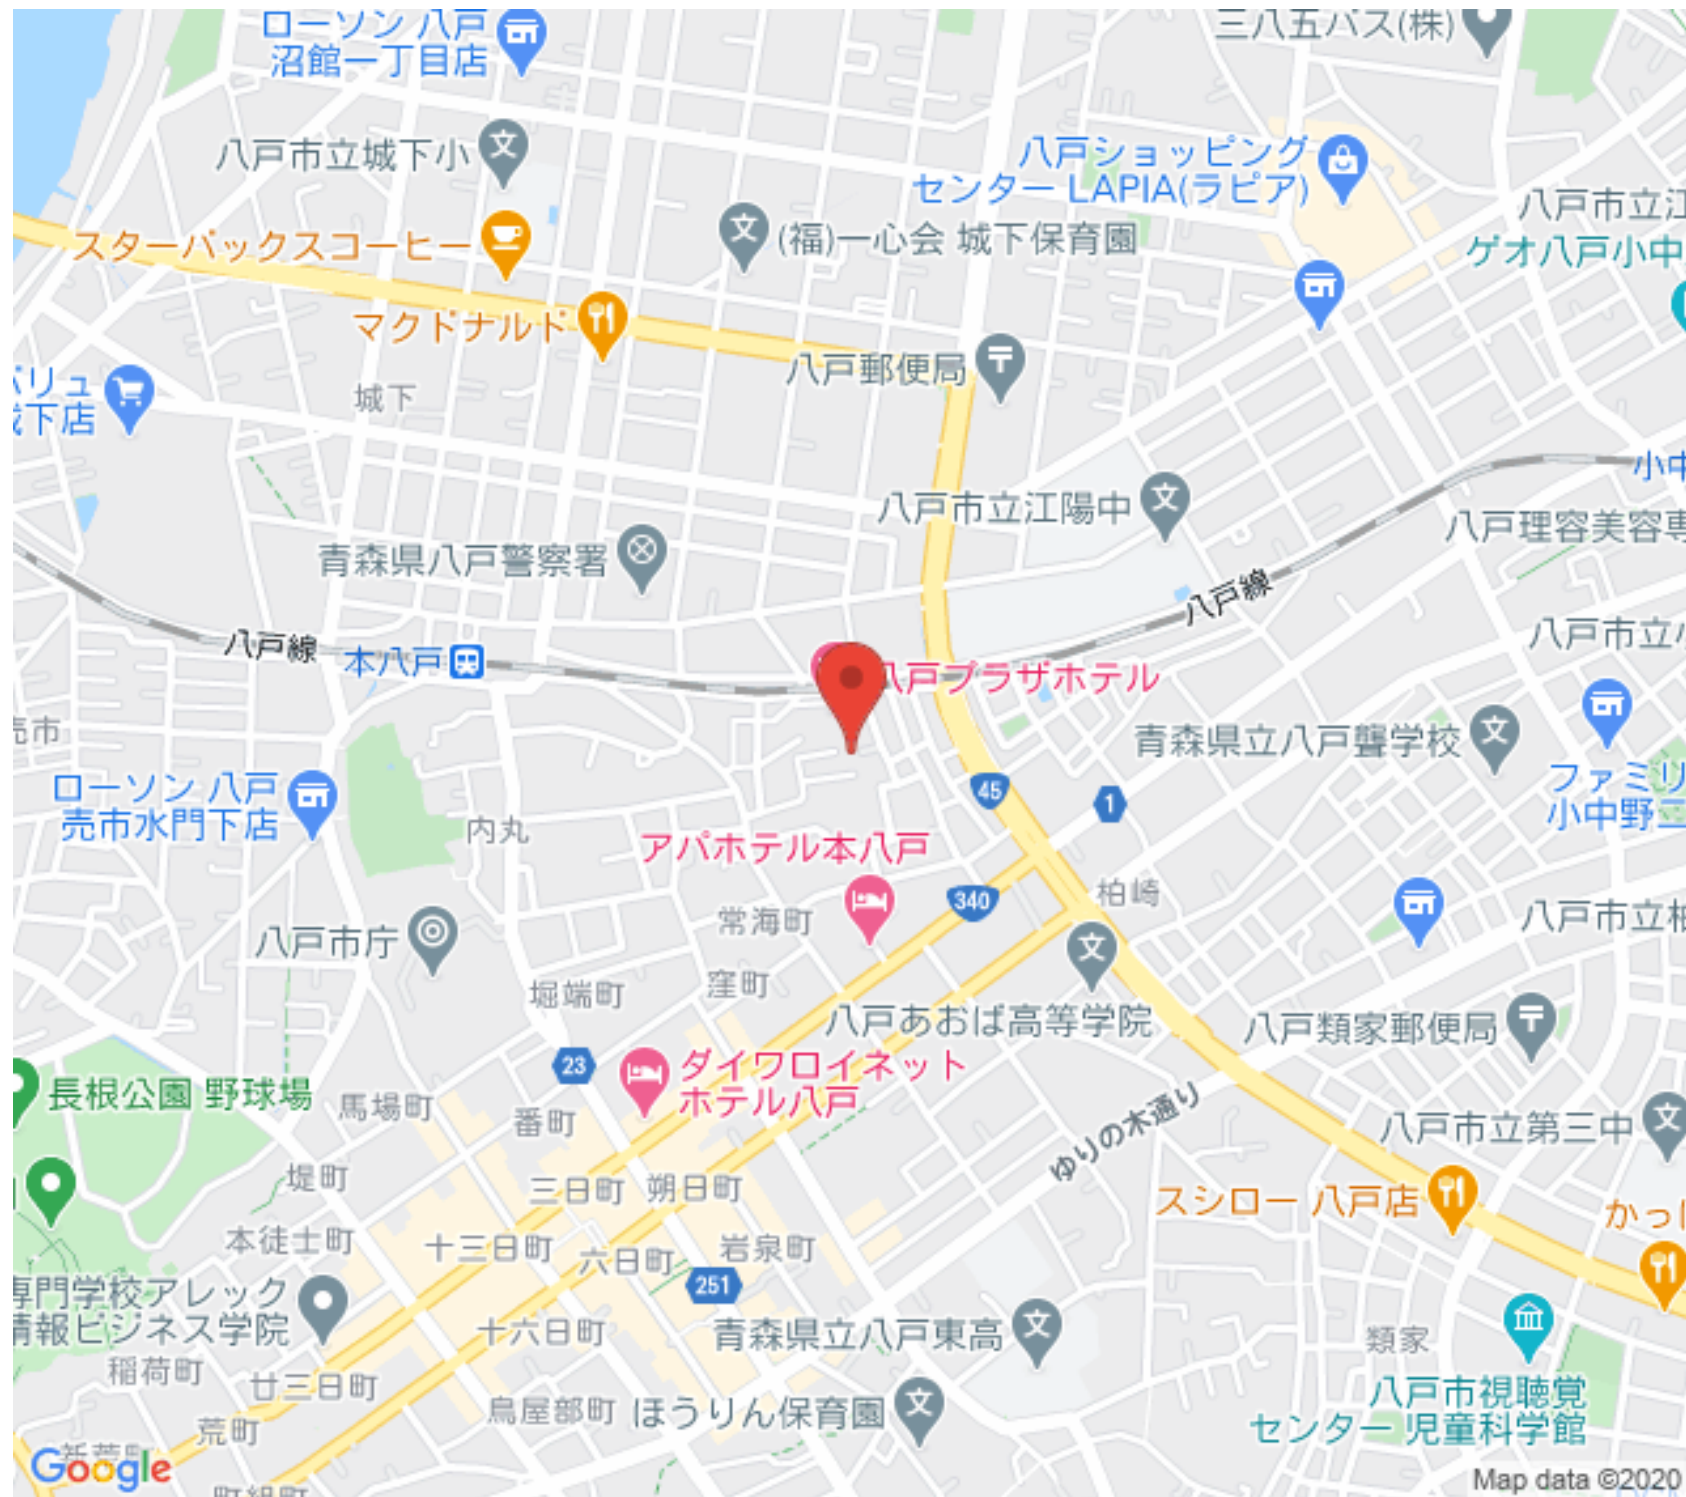 ローソン 八戸
沼館一丁目店
三八五バス(株)
八戸市立城下小
八戸ショッピング
センター LAPIA(ラピア)
八戸市立江
スターバックスコーヒー
(福)一心会 城下保育園
ゲオ八戸小中
マクドナルド
八戸郵便局
バリュ
城下店
城下
小中
八戸市立江陽中
八戸理容美容専
青森県八戸警察署
八戸線
八戸線
八戸市立小
本八戸
八戸プラザホテル
売市
青森県立八戸聾学校
ローソン 八戸
売市水門下店
45
1
ファミリ
小中野二
内丸
アパホテル本八戸
340
柏崎
常海町
八戸市庁
八戸市立柏
窪町
堀端町
八戸あおば高等学院
八戸類家郵便局
23
ダイワロイネット
ホテル八戸
長根公園 野球場
馬場町
番町
ゆりの木通り
八戸市立第三中
堤町
三日町
朔日町
スシロー 八戸店
かっぱ
本徒士町
十三日町
六日町
岩泉町
251
専門学校アレック
情報ビジネス学院
十六日町
青森県立八戸東高
類家
稲荷町
廿三日町
八戸市視聴覚
センター 児童科学館
鳥屋部町
ほうりん保育園
荒町
Google
Map data ©2020